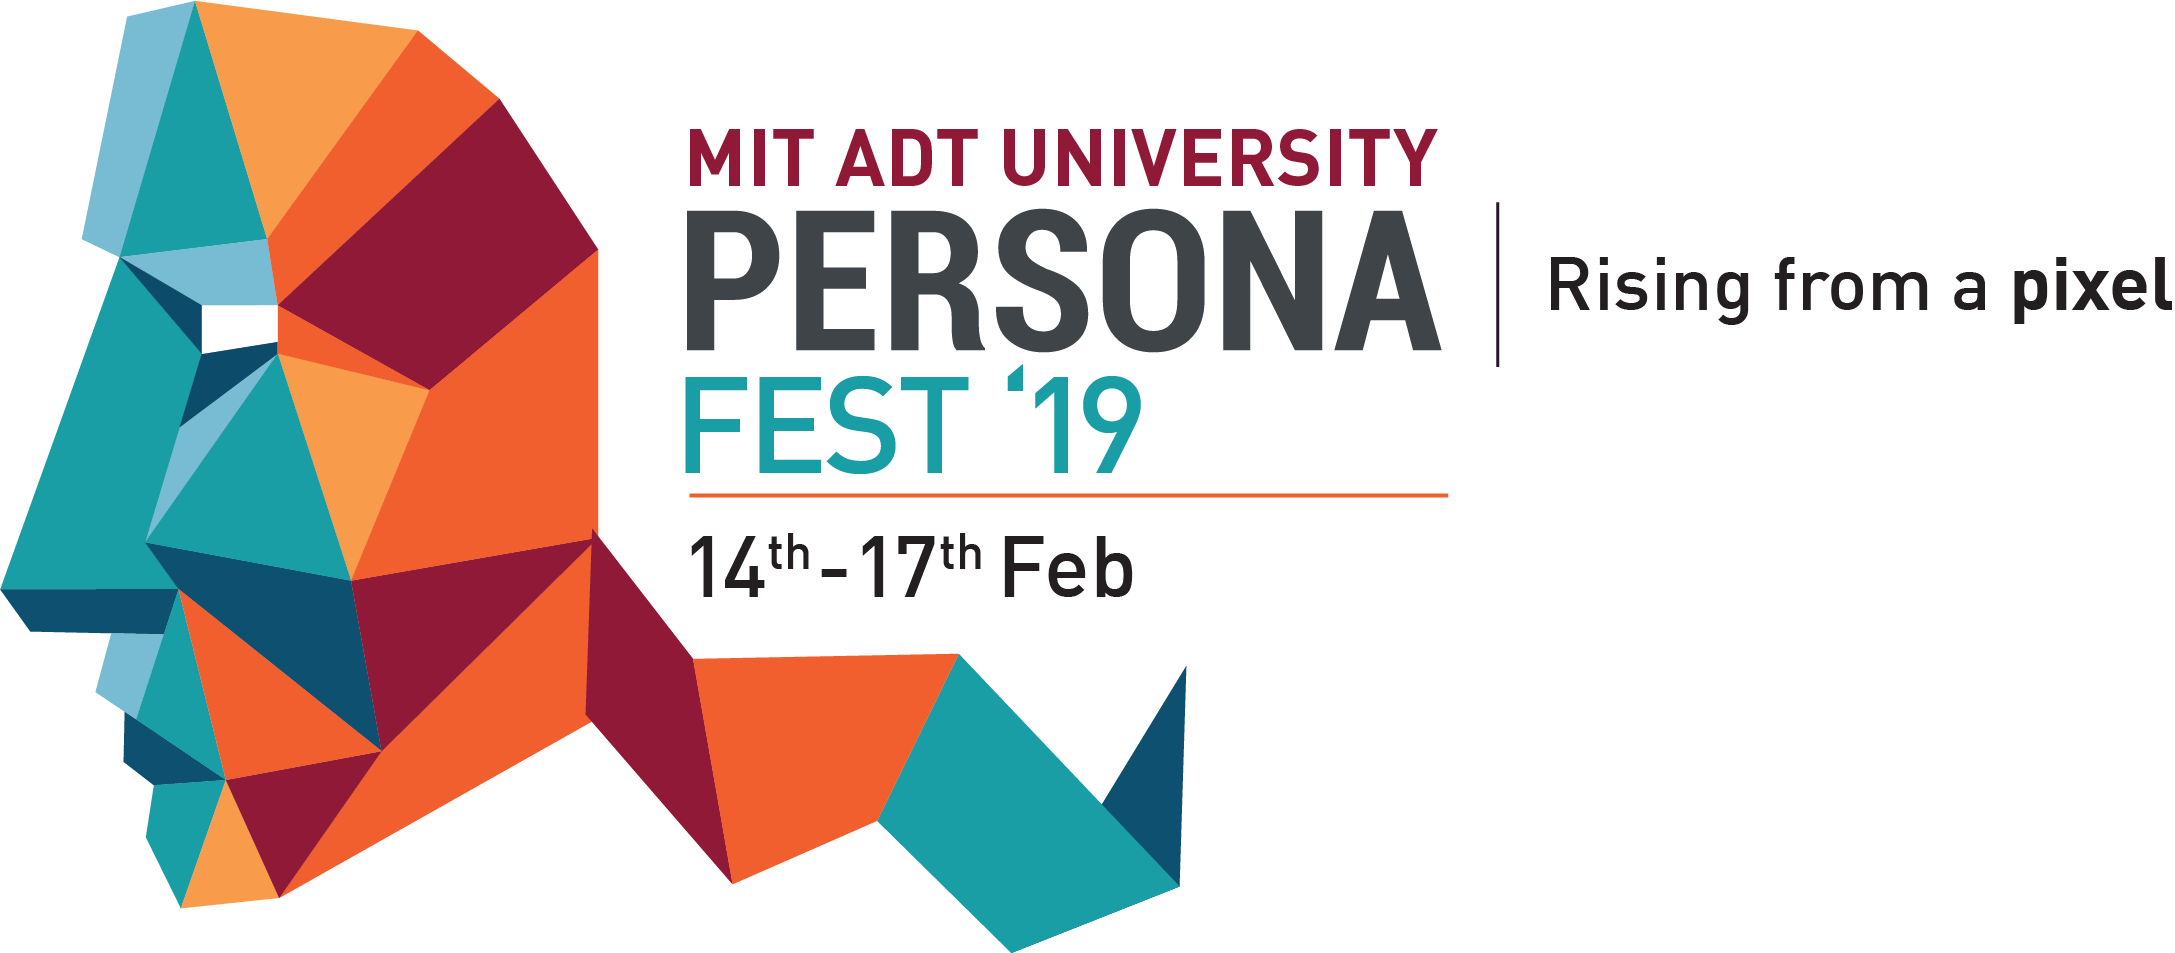 MIT ADT UNIVERSITY
PERSONA
FEST '19
14th-17th Feb
Rising from a pixel